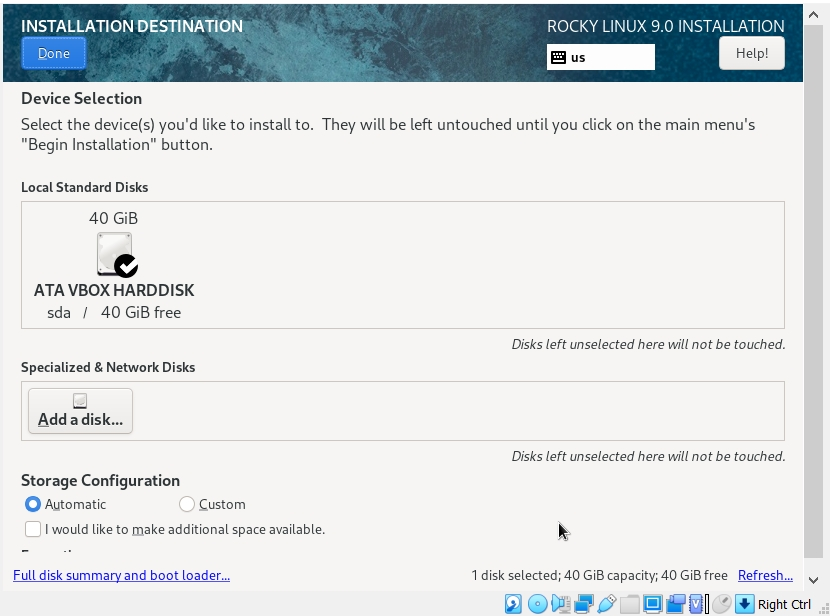 INSTALLATION DESTINATION
ROCKY LINUX 9.0 INSTALLATION
Done
us
Help!
Device Selection
Select the device(s) you'd like to install to.  They will be left untouched until you click on the main menu's
"Begin Installation" button.
Local Standard Disks
40 GiB
ATA VBOX HARDDISK
sda / 40 GiB free
Disks left unselected here will not be touched.
Specialized & Network Disks
Add a disk...
Disks left unselected here will not be touched.
Storage Configuration
Automatic
Custom
I would like to make additional space available.
Full disk summary and boot loader...
1 disk selected; 40 GiB capacity; 40 GiB free
Refresh...
Right Ctrl